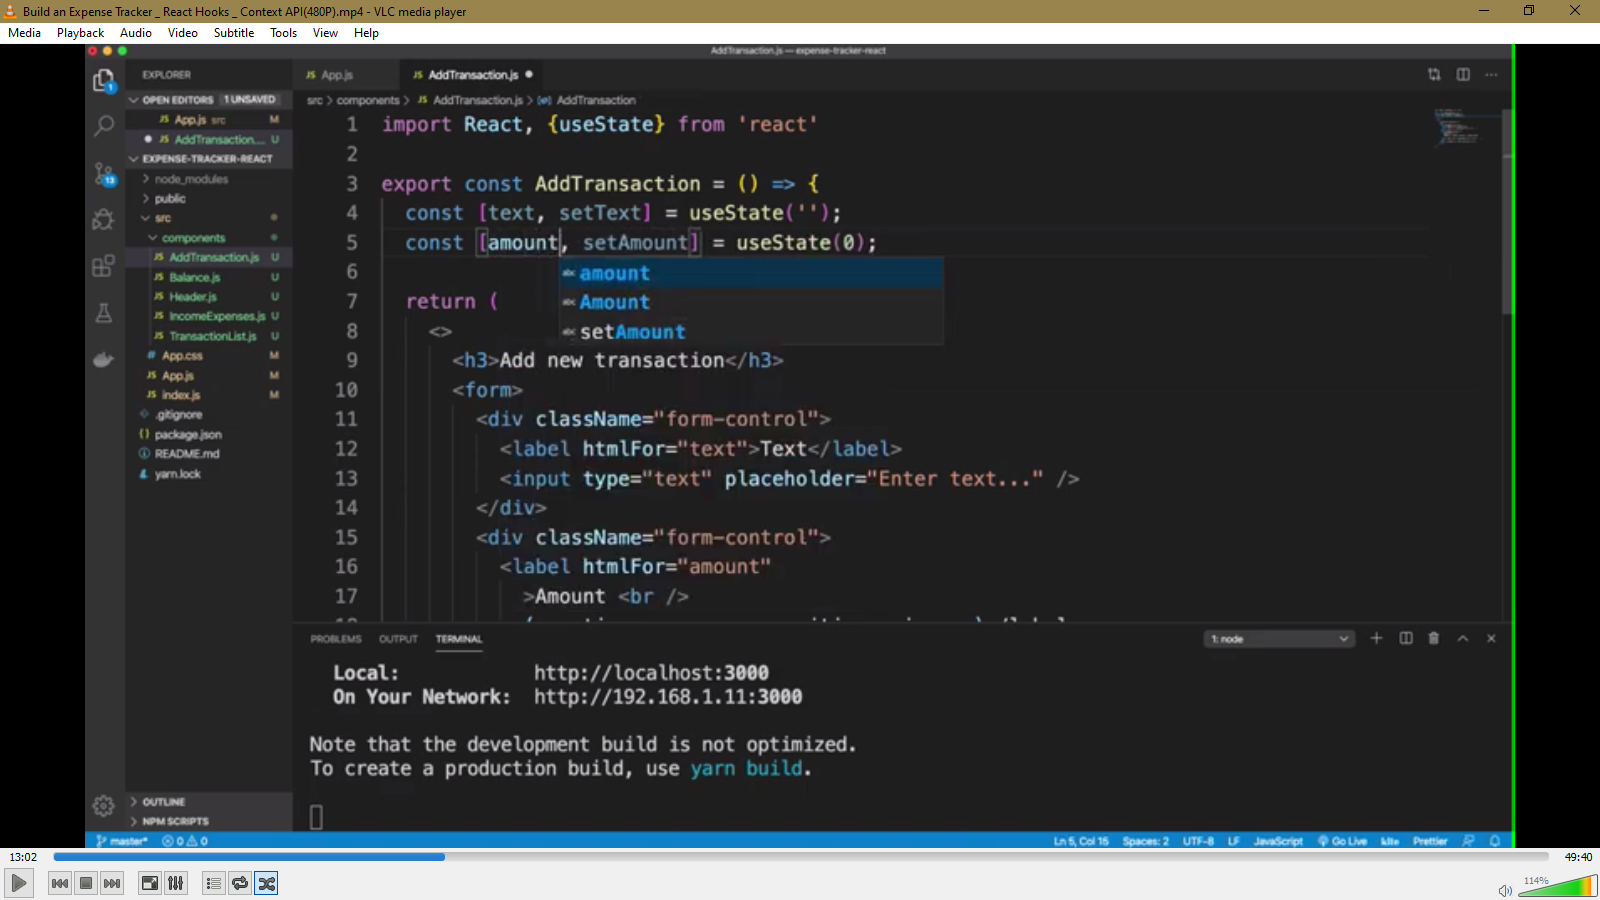 Build an Expense Tracker _ React Hooks _ Context API(480P).mp4 - VLC media player
Media Playback Audio Video Subtitle Tools View Help
AddTransaction.js — expense-tracker-react
EXPLORER
OPEN EDITORS 1 UNSAVED
JS App.js src M
JS AddTransaction.... U
EXPENSE-TRACKER-REACT
node_modules
public
src
components
JS AddTransaction.js U
JS Balance.js U
JS Header.js U
JS IncomeExpenses.js U
JS TransactionList.js U
# App.css M
JS App.js M
JS index.js M
.gitignore
{} package.json
README.md
yarn.lock
OUTLINE
NPM SCRIPTS
1
13
JS App.js JS AddTransaction.js
src > components > JS AddTransaction.js > AddTransaction
1 import React, {useState} from 'react'
2
3 export const AddTransaction = () => {
4 const [text, setText] = useState('');
5 const [amount, setAmount] = useState(0);
abc amount
abc Amount
abc setAmount
6
7 return (
8 <>
9 <h3>Add new transaction</h3>
10 <form>
11 <div className="form-control">
12 <label htmlFor="text">Text</label>
13 <input type="text" placeholder="Enter text..." />
14 </div>
15 <div className="form-control">
16 <label htmlFor="amount"
17 >Amount <br />
PROBLEMS OUTPUT TERMINAL 1: node
Local: http://localhost:3000
On Your Network: http://192.168.1.11:3000
Note that the development build is not optimized.
To create a production build, use yarn build.
master* 0 0 Ln 5, Col 15 Spaces: 2 UTF-8 LF JavaScript Go Live kite Prettier
13:02 49:40
114%